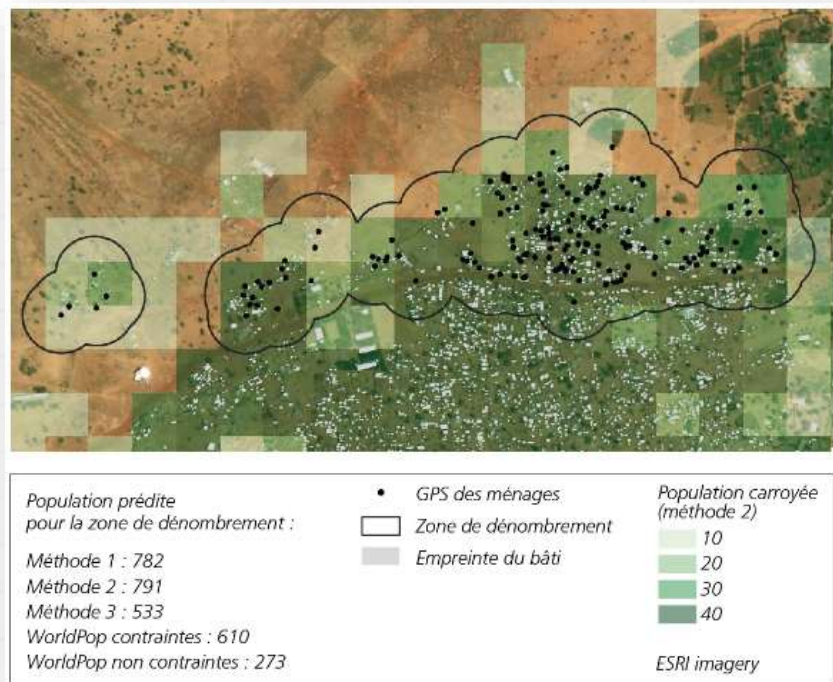 Population prédite
pour la zone de dénombrement :
Méthode 1 : 782
Méthode 2 : 791
Méthode 3 : 533
WorldPop contraintes : 610
WorldPop non contraintes : 273
GPS des ménages
Zone de dénombrement
Empreinte du bâti
Population carroyée
(méthode 2)
10
20
30
40
ESRI imagery